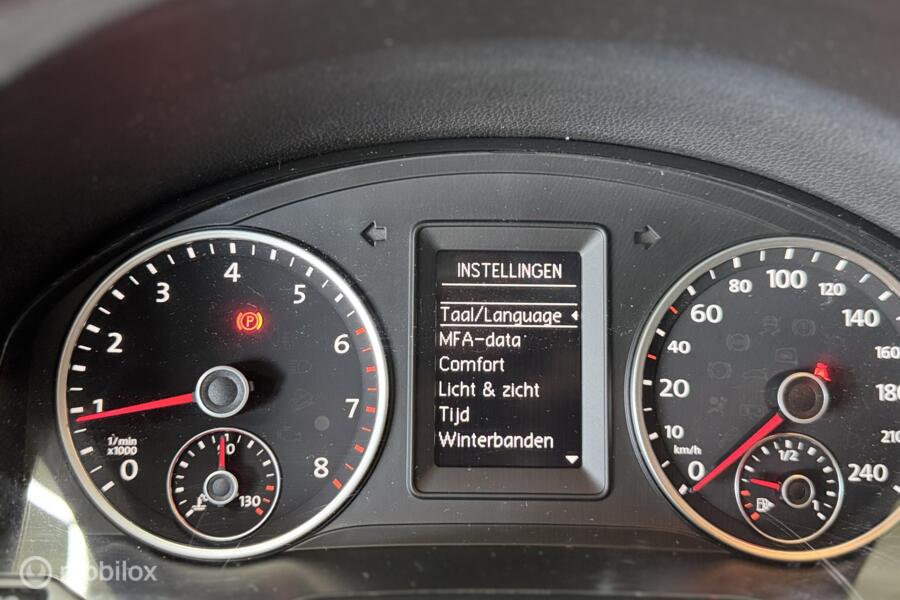 INSTELLINGEN
Taal/Language
MFA-data
Comfort
Licht & zicht
Tijd
Winterbanden
0
1
2
3
4
5
6
7
8
1/min
x1000
130
P
0
10
20
40
60
80
100
120
140
160
180
240
km/h
1/2
1
mobilox